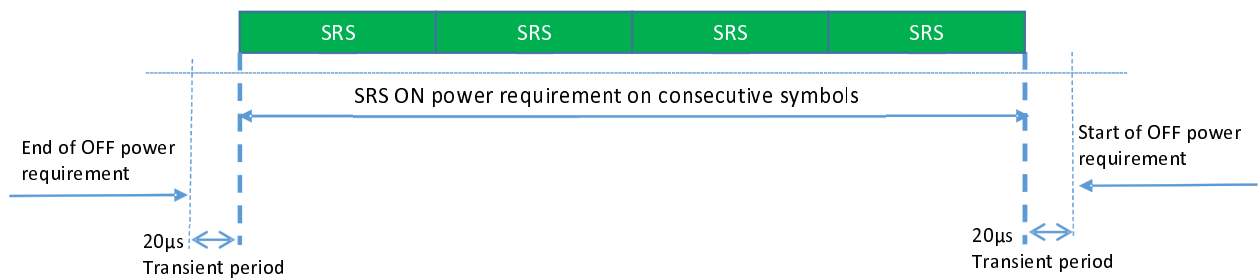 SRS SRS SRS SRS
SRS ON power requirement on consecutive symbols
End of OFF power
requirement
Start of OFF power
requirement
20µs
Transient period
20µs
Transient period